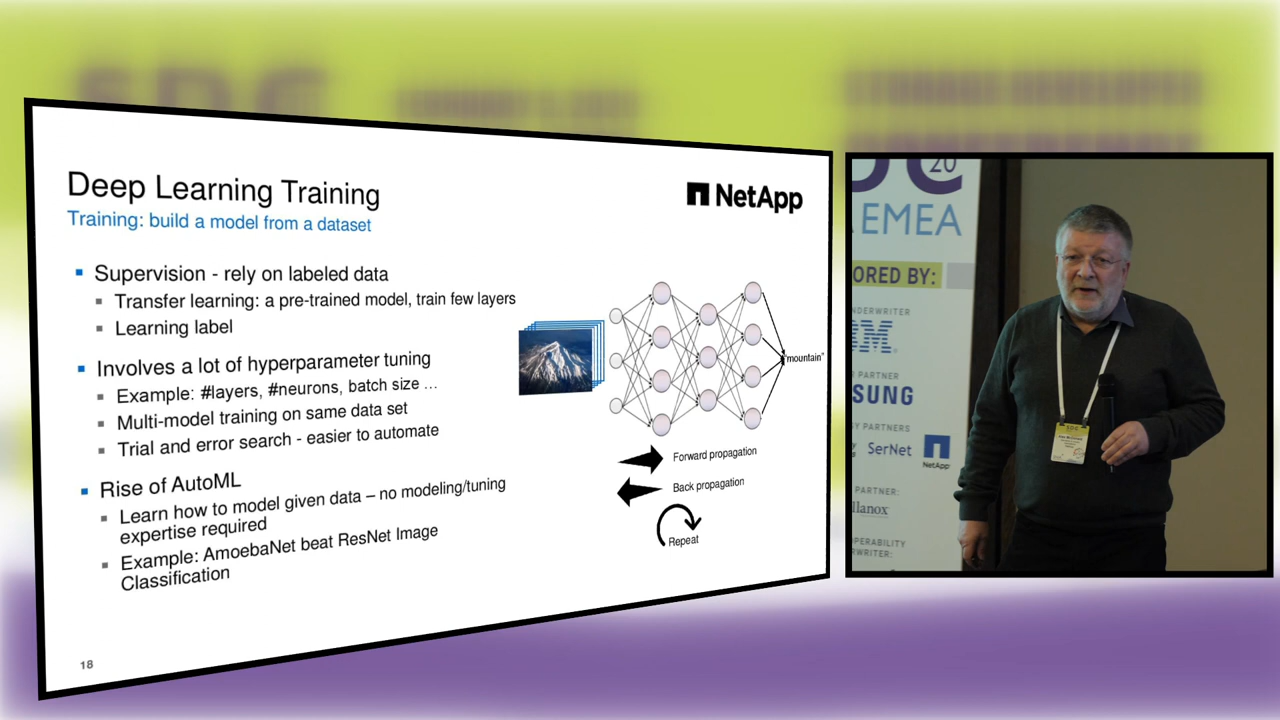 Deep Learning Training
NetApp
Training: build a model from a dataset
Supervision - rely on labeled data
Transfer learning: a pre-trained model, train few layers
Learning label
Involves a lot of hyperparameter tuning
Example: #layers, #neurons, batch size ...
Multi-model training on same data set
Trial and error search - easier to automate
Rise of AutoML
Learn how to model given data – no modeling/tuning
expertise required
Example: AmoebaNet beat ResNet Image
Classification
"mountain"
Forward propagation
Back propagation
Repeat
18
20
EMEA
ORED BY:
NDERWRITER
PARTNER
SUNG
Y PARTNERS
SerNet
NetApp
PARTNER:
llanox
PERABILITY
RWRITER: